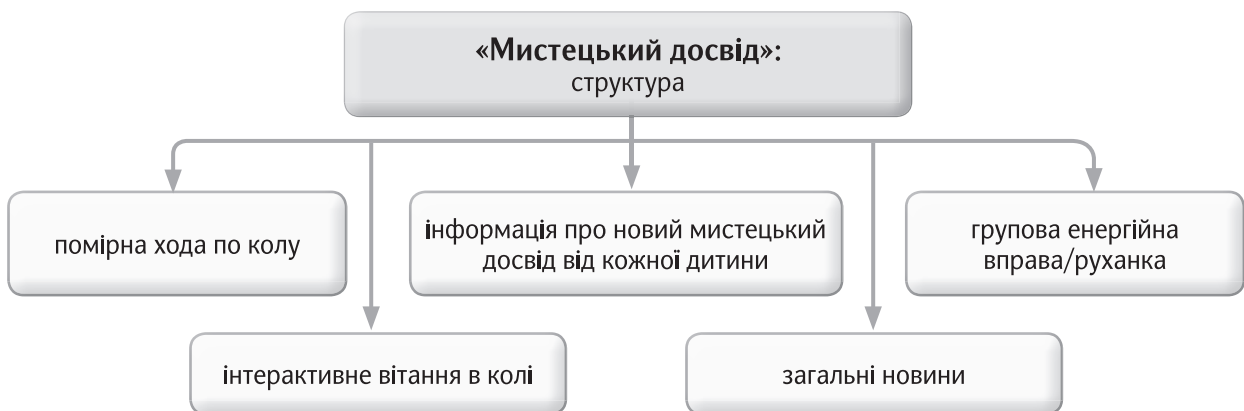 «Мистецький досвід»:
структура
помірна хода по колу
інформація про новий мистецький
досвід від кожної дитини
групова енергійна
вправа/руханка
інтерактивне вітання в колі
загальні новини